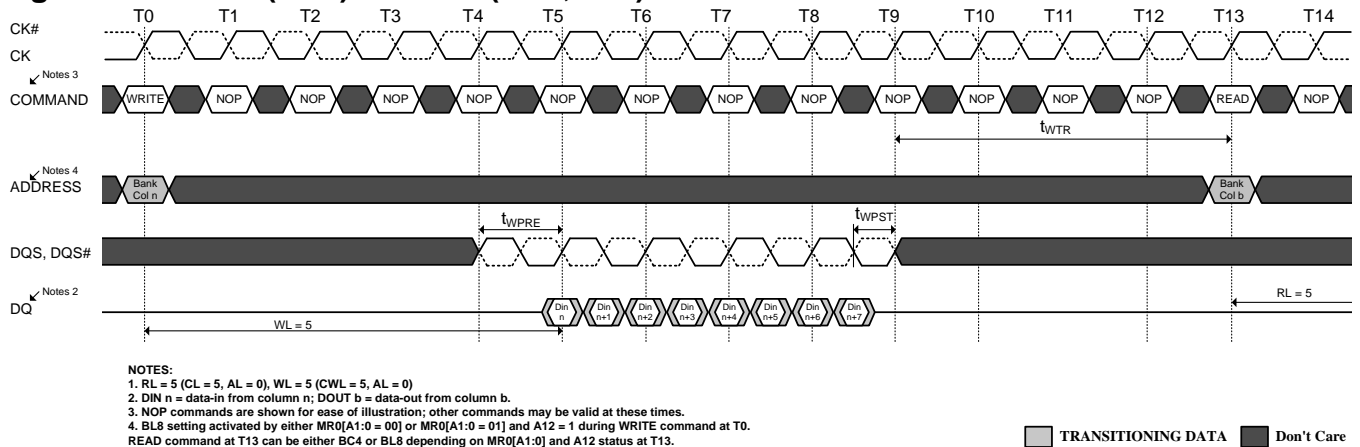 T0 T1 T2 T3 T4 T5 T6 T7 T8 T9 T10 T11 T12 T13 T14
CK#
CK
Notes 3
COMMAND WRITE NOP NOP NOP NOP NOP NOP NOP NOP NOP NOP NOP NOP READ NOP
tWTR
Notes 4
ADDRESS Bank Col n Bank Col b
tWPRE tWPST
DQS, DQS#
Notes 2
DQ Din n Din n+1 Din n+2 Din n+3 Din n+4 Din n+5 Din n+6 Din n+7 RL = 5
WL = 5
NOTES:
1. RL = 5 (CL = 5, AL = 0), WL = 5 (CWL = 5, AL = 0)
2. DIN n = data-in from column n; DOUT b = data-out from column b.
3. NOP commands are shown for ease of illustration; other commands may be valid at these times.
4. BL8 setting activated by either MR0[A1:0 = 00] or MR0[A1:0 = 01] and A12 = 1 during WRITE command at T0.
READ command at T13 can be either BC4 or BL8 depending on MR0[A1:0] and A12 status at T13.
TRANSITIONING DATA Don't Care